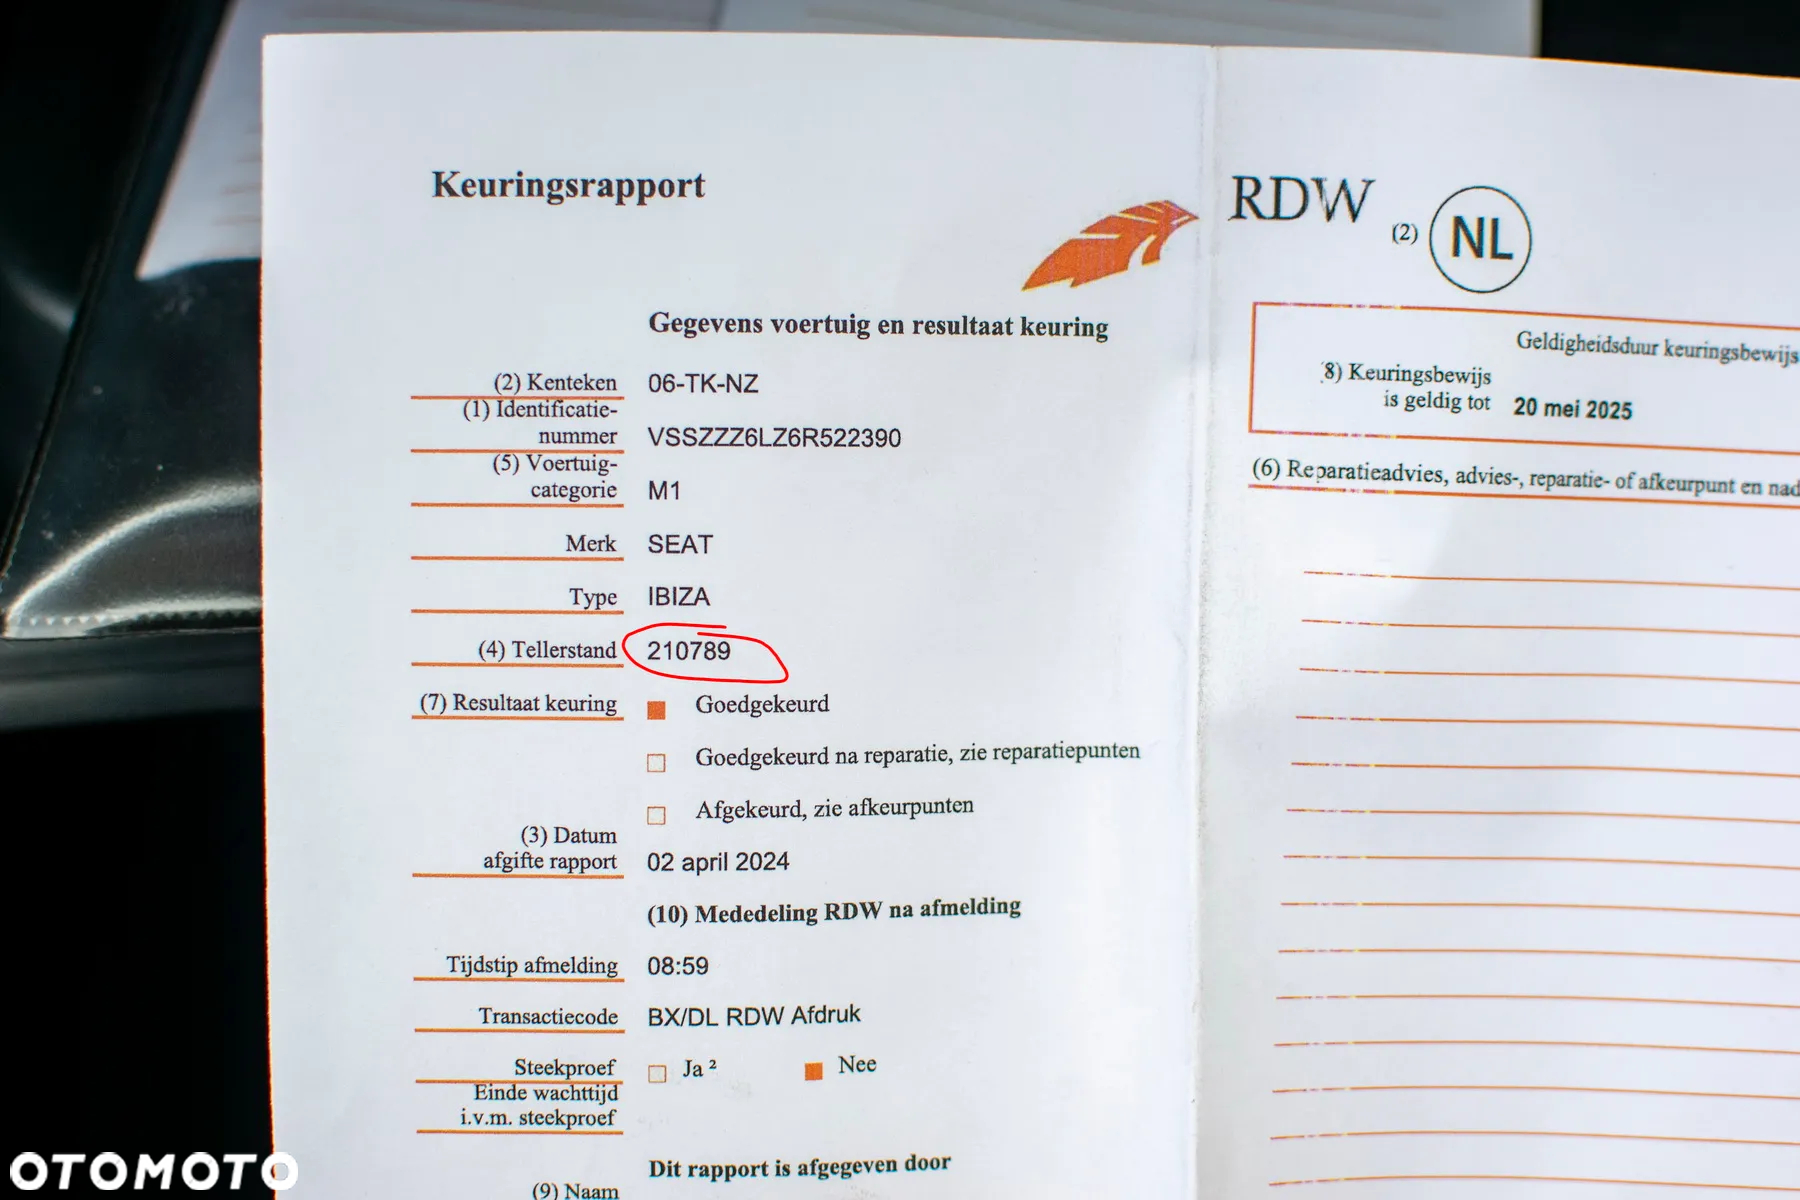 Keuringsrapport
RDW
(2)
NL
Gegevens voertuig en resultaat keuring
(2) Kenteken 06-TK-NZ
(1) Identificatie-
nummer VSSZZZ6LZ6R522390
(5) Voertuig-
categorie M1
Merk SEAT
Type IBIZA
(4) Tellerstand 210789
(7) Resultaat keuring Goedgekeurd
Goedgekeurd na reparatie, zie reparatiepunten
Afgekeurd, zie afkeurpunten
(3) Datum
afgifte rapport 02 april 2024
(10) Mededeling RDW na afmelding
Tijdstip afmelding 08:59
Transactiecode BX/DL RDW Afdruk
Steekproef Ja ² Nee
Einde wachttijd
i.v.m. steekproef
Dit rapport is afgegeven door
(9) Naam
Geldigheidsduur keuringsbewijs
8) Keuringsbewijs
is geldig tot 20 mei 2025
(6) Reparatieadvies, advies-, reparatie- of afkeurpunt en nad
OTOMOTO